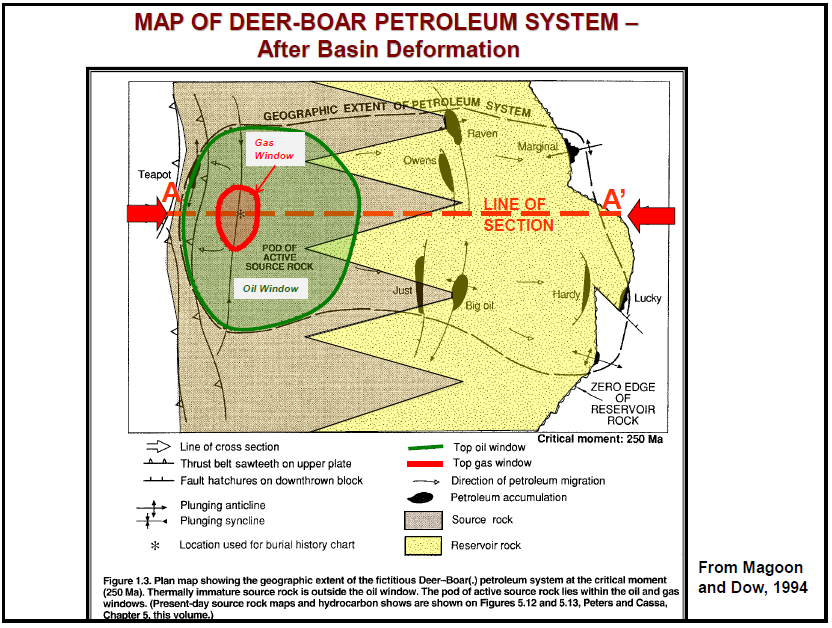 MAP OF DEER-BOAR PETROLEUM SYSTEM –
After Basin Deformation
GEOGRAPHIC EXTENT OF PETROLEUM SYSTEM
Gas
Window
Raven
Marginal
Owens
Teapot
A
A'
LINE OF
SECTION
POD OF
ACTIVE
SOURCE ROCK
Oil Window
Just
Big oil
Hardy
Lucky
ZERO EDGE
OF
RESERVOIR
ROCK
Critical moment: 250 Ma
Line of cross section
Thrust belt sawteeth on upper plate
Fault hatchures on downthrown block
Plunging anticline
Plunging syncline
Location used for burial history chart
Top oil window
Top gas window
Direction of petroleum migration
Petroleum accumulation
Source rock
Reservoir rock
From Magoon
and Dow, 1994
Figure 1.3. Plan map showing the geographic extent of the fictitious Deer–Boar(.) petroleum system at the critical moment
(250 Ma). Thermally immature source rock is outside the oil window. The pod of active source rock lies within the oil and gas
windows. (Present-day source rock maps and hydrocarbon shows are shown on Figures 5.12 and 5.13, Peters and Cassa,
Chapter 5, this volume.)